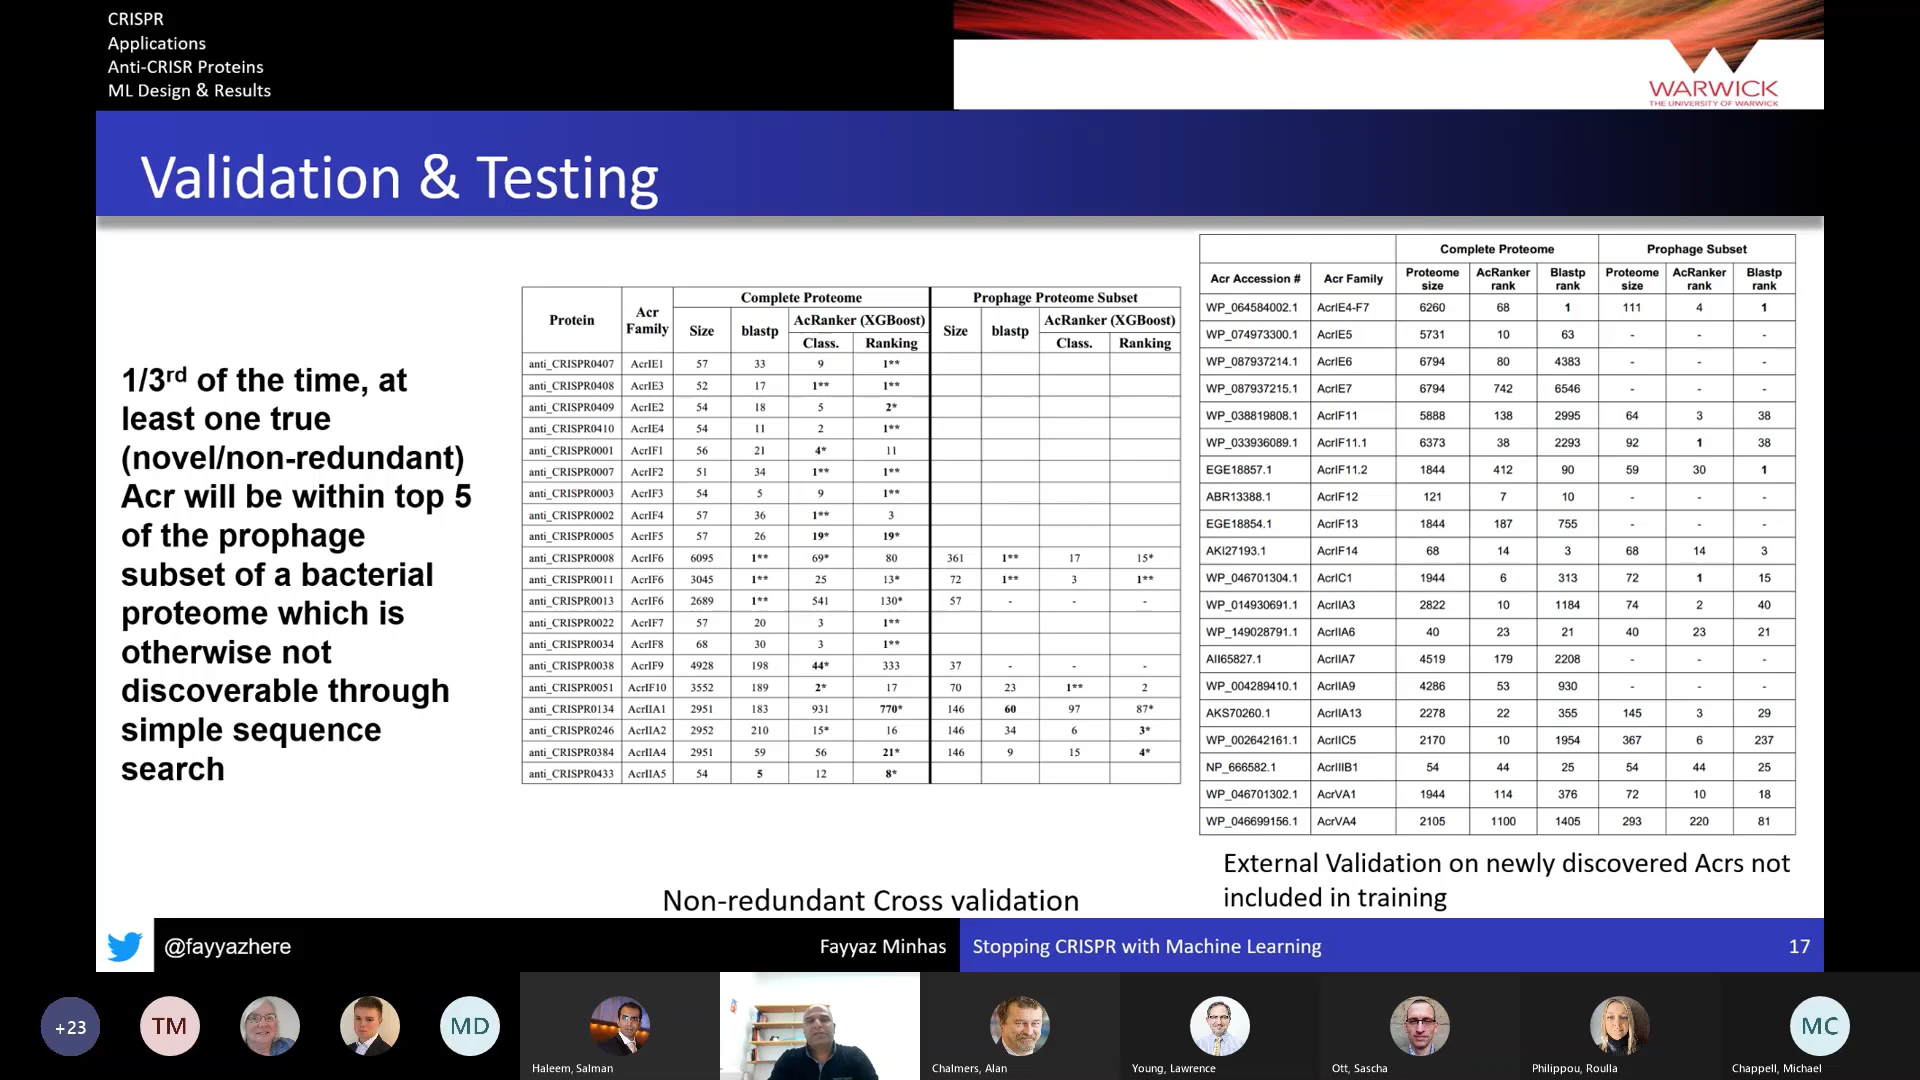 CRISPR
Applications
Anti-CRISR Proteins
ML Design & Results
WARWICK
THE UNIVERSITY OF WARWICK
Validation & Testing
1/3rd of the time, at
least one true
(novel/non-redundant)
Acr will be within top 5
of the prophage
subset of a bacterial
proteome which is
otherwise not
discoverable through
simple sequence
search
Complete Proteome Prophage Proteome Subset
Protein Acr Family Size blastp AcRanker (XGBoost) Size blastp AcRanker (XGBoost)
Class. Ranking Class. Ranking
anti_CRISPR0407 AcrIE1 57 33 9 1**
anti_CRISPR0408 AcrIE3 52 17 1** 1**
anti_CRISPR0409 AcrIE2 54 18 5 2*
anti_CRISPR0410 AcrIE4 54 11 2 1**
anti_CRISPR0001 AcrIF1 56 21 4* 11
anti_CRISPR0007 AcrIF2 51 34 1** 1**
anti_CRISPR0003 AcrIF3 54 5 9 1**
anti_CRISPR0002 AcrIF4 57 36 1** 3
anti_CRISPR0005 AcrIF5 57 26 19* 19*
anti_CRISPR0008 AcrIF6 6095 1** 69* 80 361 1** 17 15*
anti_CRISPR0011 AcrIF6 3045 1** 25 13* 72 1** 3 1**
anti_CRISPR0013 AcrIF6 2689 1** 541 130* 57 - - -
anti_CRISPR0022 AcrIF7 57 20 3 1**
anti_CRISPR0034 AcrIF8 68 30 3 1**
anti_CRISPR0038 AcrIF9 4928 198 44* 333 37 - - -
anti_CRISPR0051 AcrIF10 3552 189 2* 17 70 23 1** 2
anti_CRISPR0134 AcrIIA1 2951 183 931 770* 146 60 97 87*
anti_CRISPR0246 AcrIIA2 2952 210 15* 16 146 34 6 3*
anti_CRISPR0384 AcrIIA4 2951 59 56 21* 146 9 15 4*
anti_CRISPR0433 AcrIIA5 54 5 12 8*
Non-redundant Cross validation
Complete Proteome Prophage Subset
Acr Accession # Acr Family Proteome size AcRanker rank Blastp rank Proteome size AcRanker rank Blastp rank
WP_064584002.1 AcrIE4-F7 6260 68 1 111 4 1
WP_074973300.1 AcrIE5 5731 10 63 - - -
WP_087937214.1 AcrIE6 6794 80 4383 - - -
WP_087937215.1 AcrIE7 6794 742 6546 - - -
WP_038819808.1 AcrIF11 5888 138 2995 64 3 38
WP_033936089.1 AcrIF11.1 6373 38 2293 92 1 38
EGE18857.1 AcrIF11.2 1844 412 90 59 30 1
ABR13388.1 AcrIF12 121 7 10 - - -
EGE18854.1 AcrIF13 1844 187 755 - - -
AKI27193.1 AcrIF14 68 14 3 68 14 3
WP_046701304.1 AcrIC1 1944 6 313 72 1 15
WP_014930691.1 AcrIIA3 2822 10 1184 74 2 40
WP_149028791.1 AcrIIA6 40 23 21 40 23 21
AII65827.1 AcrIIA7 4519 179 2208 - - -
WP_004289410.1 AcrIIA9 4286 53 930 - - -
AKS70260.1 AcrIIA13 2278 22 355 145 3 29
WP_002642161.1 AcrIIC5 2170 10 1954 367 6 237
NP_666582.1 AcrIIIB1 54 44 25 54 44 25
WP_046701302.1 AcrVA1 1944 114 376 72 10 18
WP_046699156.1 AcrVA4 2105 1100 1405 293 220 81
External Validation on newly discovered Acrs not
included in training
@fayyazhere
Fayyaz Minhas
Stopping CRISPR with Machine Learning
17
+23
TM
MD
MC
Haleem, Salman
Chalmers, Alan
Young, Lawrence
Ott, Sascha
Philippou, Roulla
Chappell, Michael